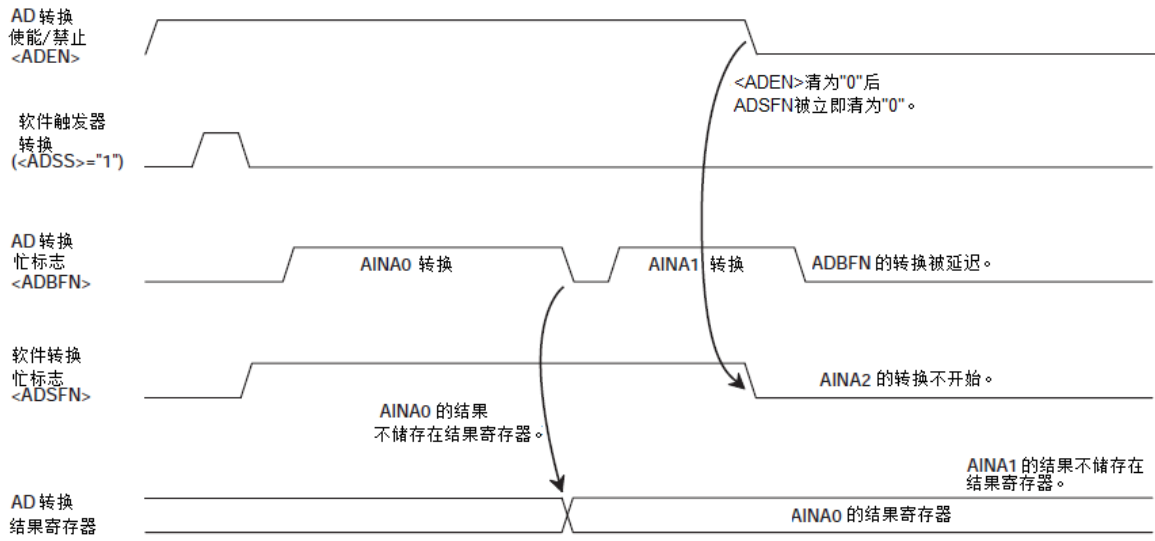 AD 转换
使能/禁止
<ADEN>
<ADEN>清为"0"后
ADSFN被立即清为"0"。
软件触发器
转换
(<ADSS>="1")
AD 转换
忙标志
<ADBFN>
AINA0 转换
AINA1 转换
ADBFN 的转换被延迟。
软件转换
忙标志
<ADSFN>
AINA2 的转换不开始。
AINA0 的结果
不储存在结果寄存器。
AINA1 的结果不储存在
结果寄存器。
AD 转换
结果寄存器
AINA0 的结果寄存器